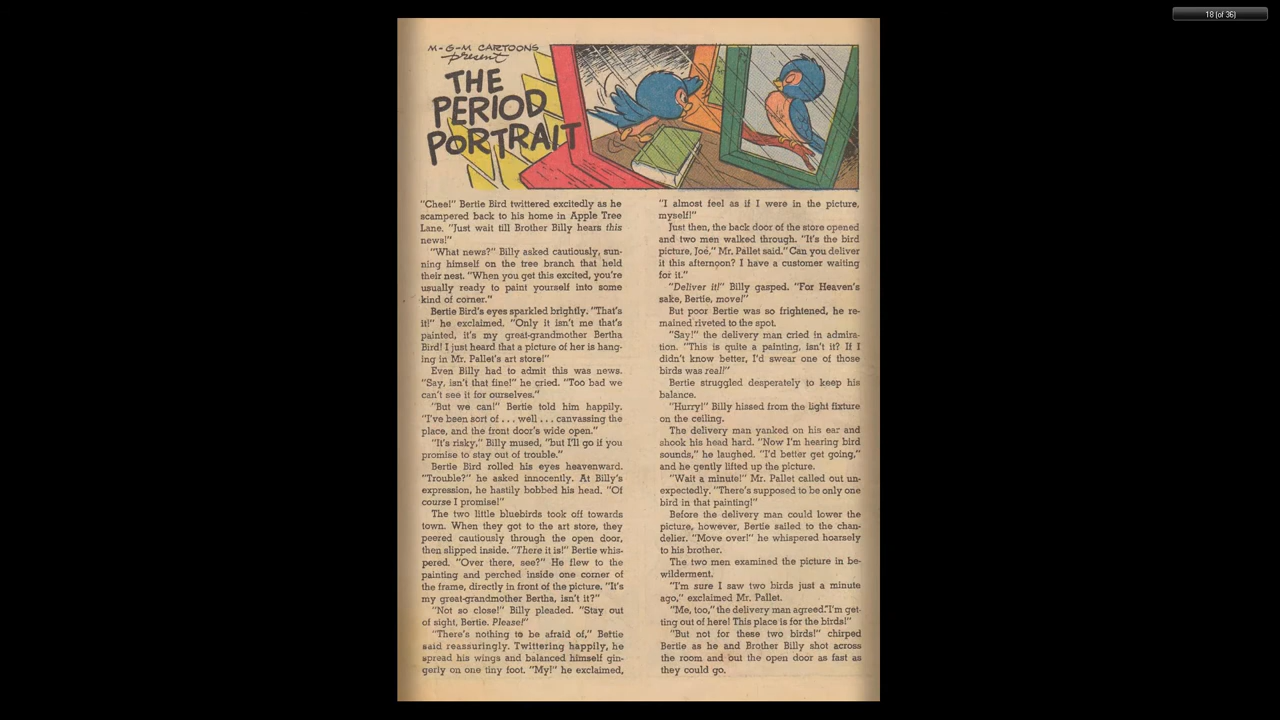 18 (of 36)
M-G-M CARTOONS
present
THE
PERIOD
PORTRAIT
"Chee!" Bertie Bird twittered excitedly as he
scampered back to his home in Apple Tree
Lane. "Just wait till Brother Billy hears this
news!"
"What news?" Billy asked cautiously, sun-
ning himself on the tree branch that held
their nest. "When you get this excited, you're
usually ready to paint yourself into some
kind of corner."
Bertie Bird's eyes sparkled brightly. "That's
it!" he exclaimed. "Only it isn't me that's
painted, it's my great-grandmother Bertha
Bird! I just heard that a picture of her is hang-
ing in Mr. Pallet's art store!"
Even Billy had to admit this was news.
"Say, isn't that fine!" he cried. "Too bad we
can't see it for ourselves."
"But we can!" Bertie told him happily.
"I've been sort of . . . well . . . canvassing the
place, and the front door's wide open."
"It's risky," Billy mused, "but I'll go if you
promise to stay out of trouble."
Bertie Bird rolled his eyes heavenward.
"Trouble?" he asked innocently. At Billy's
expression, he hastily bobbed his head. "Of
course I promise!"
The two little bluebirds took off towards
town. When they got to the art store, they
peered cautiously through the open door,
then slipped inside. "There it is!" Bertie whis-
pered. "Over there, see?" He flew to the
painting and perched inside one corner of
the frame, directly in front of the picture. "It's
my great-grandmother Bertha, isn't it?"
"Not so close!" Billy pleaded. "Stay out
of sight, Bertie. Please!"
"There's nothing to be afraid of," Bertie
said reassuringly. Twittering happily, he
spread his wings and balanced himself gin-
gerly on one tiny foot. "My!" he exclaimed,
"I almost feel as if I were in the picture,
myself!"
Just then, the back door of the store opened
and two men walked through. "It's the bird
picture, Joe," Mr. Pallet said." Can you deliver
it this afternoon? I have a customer waiting
for it."
"Deliver it!" Billy gasped. "For Heaven's
sake, Bertie, move!"
But poor Bertie was so frightened, he re-
mained riveted to the spot.
"Say!" the delivery man cried in admira-
tion. "This is quite a painting, isn't it? If I
didn't know better, I'd swear one of those
birds was real!"
Bertie struggled desperately to keep his
balance.
"Hurry!" Billy hissed from the light fixture
on the ceiling.
The delivery man yanked on his ear and
shook his head hard. "Now I'm hearing bird
sounds," he laughed. "I'd better get going,"
and he gently lifted up the picture.
"Wait a minute!" Mr. Pallet called out un-
expectedly. "There's supposed to be only one
bird in that painting!"
Before the delivery man could lower the
picture, however, Bertie sailed to the chan-
delier. "Move over!" he whispered hoarsely
to his brother.
The two men examined the picture in be-
wilderment.
"I'm sure I saw two birds just a minute
ago," exclaimed Mr. Pallet.
"Me, too," the delivery man agreed."I'm get-
ting out of here! This place is for the birds!"
"But not for these two birds!" chirped
Bertie as he and Brother Billy shot across
the room and out the open door as fast as
they could go.